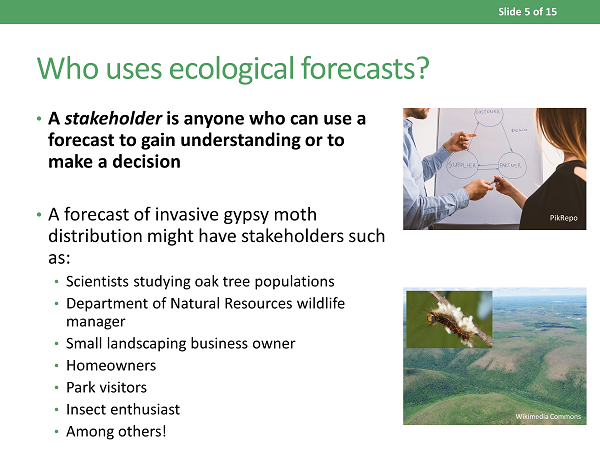 Slide 5 of 15
Who uses ecological forecasts?
• A stakeholder is anyone who can use a
forecast to gain understanding or to
make a decision
• A forecast of invasive gypsy moth
distribution might have stakeholders such
as:
• Scientists studying oak tree populations
• Department of Natural Resources wildlife
manager
• Small landscaping business owner
• Homeowners
• Park visitors
• Insect enthusiast
• Among others!
SUPPLIER
PARTNER
PikRepo
Wikimedia Commons